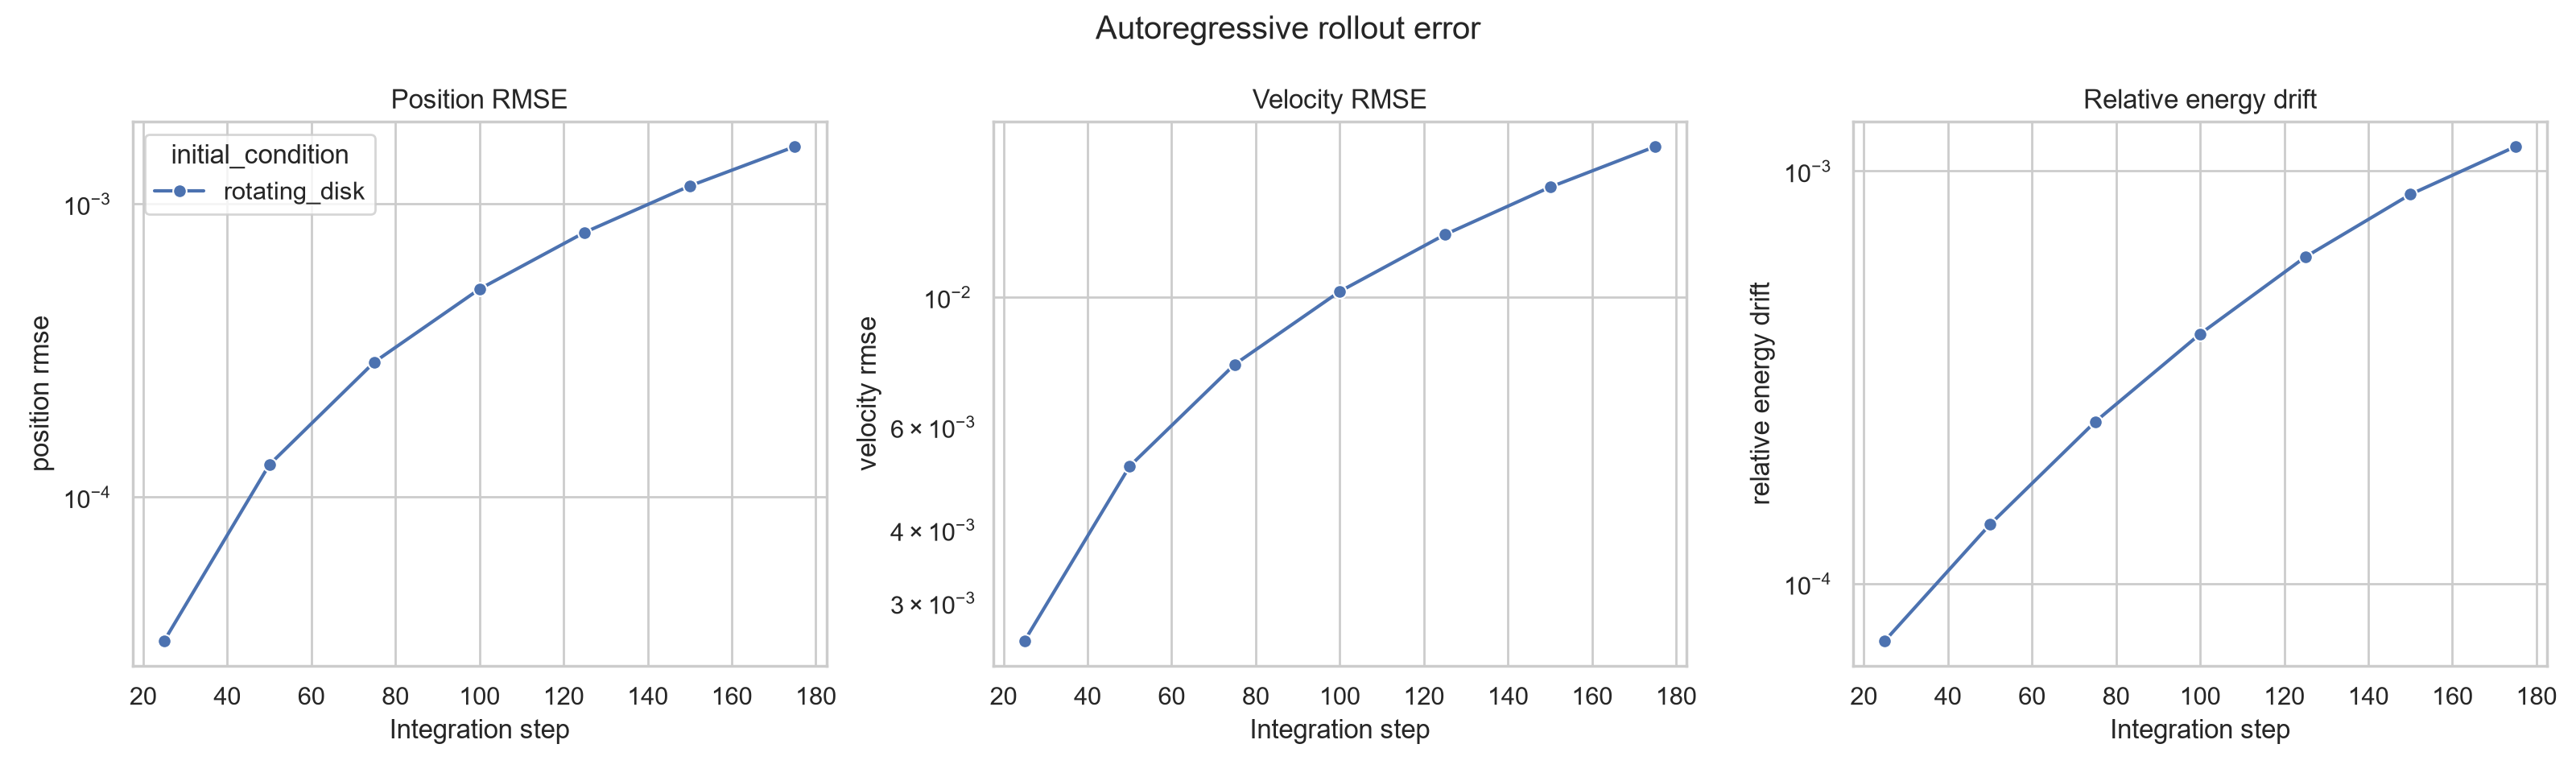 Autoregressive rollout error
Position RMSE
initial_condition
rotating_disk
10⁻³
10⁻⁴
position rmse
20 40 60 80 100 120 140 160 180
Integration step
Velocity RMSE
10⁻²
6 × 10⁻³
4 × 10⁻³
3 × 10⁻³
velocity rmse
20 40 60 80 100 120 140 160 180
Integration step
Relative energy drift
10⁻³
10⁻⁴
relative energy drift
20 40 60 80 100 120 140 160 180
Integration step